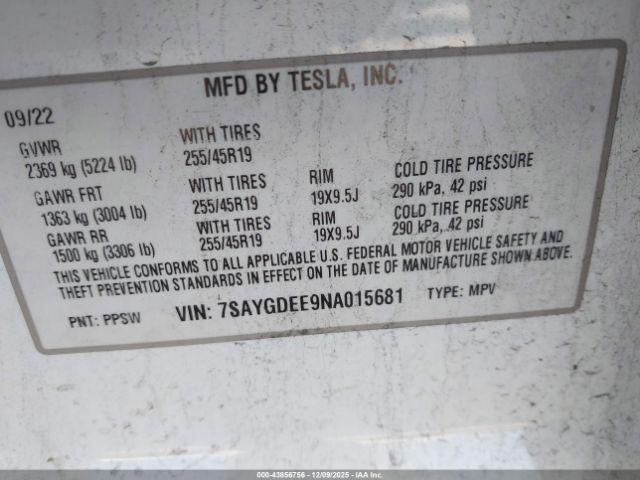 MFD BY TESLA, INC.
09/22
GVWR WITH TIRES
2369 kg (5224 lb) 255/45R19
GAWR FRT WITH TIRES RIM COLD TIRE PRESSURE
1363 kg (3004 lb) 255/45R19 19X9.5J 290 kPa, 42 psi
GAWR RR WITH TIRES RIM COLD TIRE PRESSURE
1500 kg (3306 lb) 255/45R19 19X9.5J 290 kPa, 42 psi
THIS VEHICLE CONFORMS TO ALL APPLICABLE U.S. FEDERAL MOTOR VEHICLE SAFETY AND
THEFT PREVENTION STANDARDS IN EFFECT ON THE DATE OF MANUFACTURE SHOWN ABOVE.
PNT: PPSW VIN: 7SAYGDEE9NA015681 TYPE: MPV
000-43856756 - 12/09/2025 - IAAI.COM